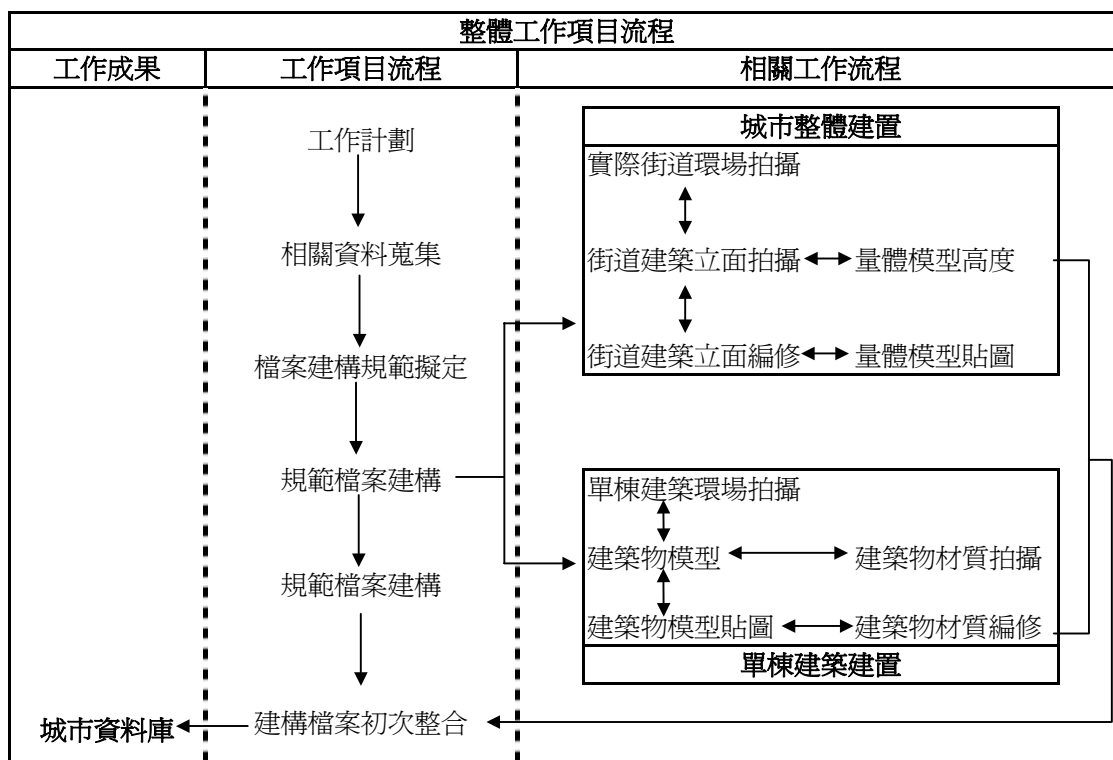 整體工作項目流程
工作成果
工作項目流程
相關工作流程
工作計劃
相關資料蒐集
檔案建構規範擬定
規範檔案建構
規範檔案建構
建構檔案初次整合
城市資料庫
城市整體建置
實際街道環場拍攝
街道建築立面拍攝
量體模型高度
街道建築立面編修
量體模型貼圖
單棟建築環場拍攝
建築物模型
建築物材質拍攝
建築物模型貼圖
建築物材質編修
單棟建築建置